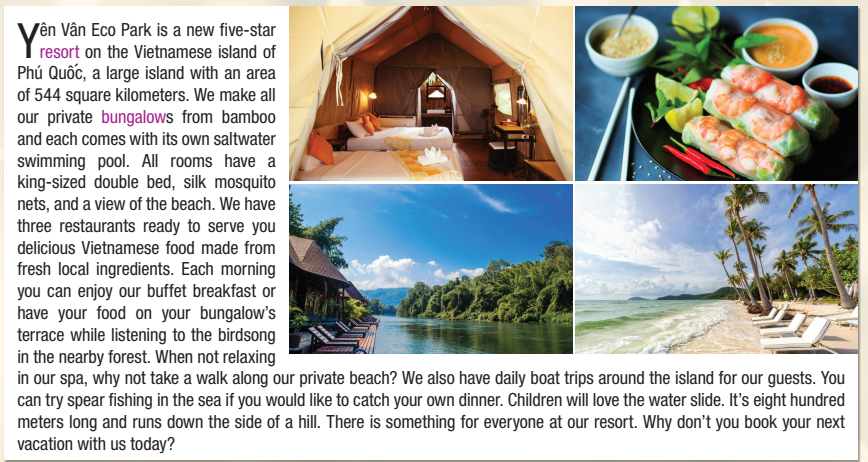 Yên Vân Eco Park is a new five-star
resort on the Vietnamese island of
Phú Quốc, a large island with an area
of 544 square kilometers. We make all
our private bungalows from bamboo
and each comes with its own saltwater
swimming pool. All rooms have a
king-sized double bed, silk mosquito
nets, and a view of the beach. We have
three restaurants ready to serve you
delicious Vietnamese food made from
fresh local ingredients. Each morning
you can enjoy our buffet breakfast or
have your food on your bungalow's
terrace while listening to the birdsong
in the nearby forest. When not relaxing
in our spa, why not take a walk along our private beach? We also have daily boat trips around the island for our guests. You
can try spear fishing in the sea if you would like to catch your own dinner. Children will love the water slide. It's eight hundred
meters long and runs down the side of a hill. There is something for everyone at our resort. Why don't you book your next
vacation with us today?